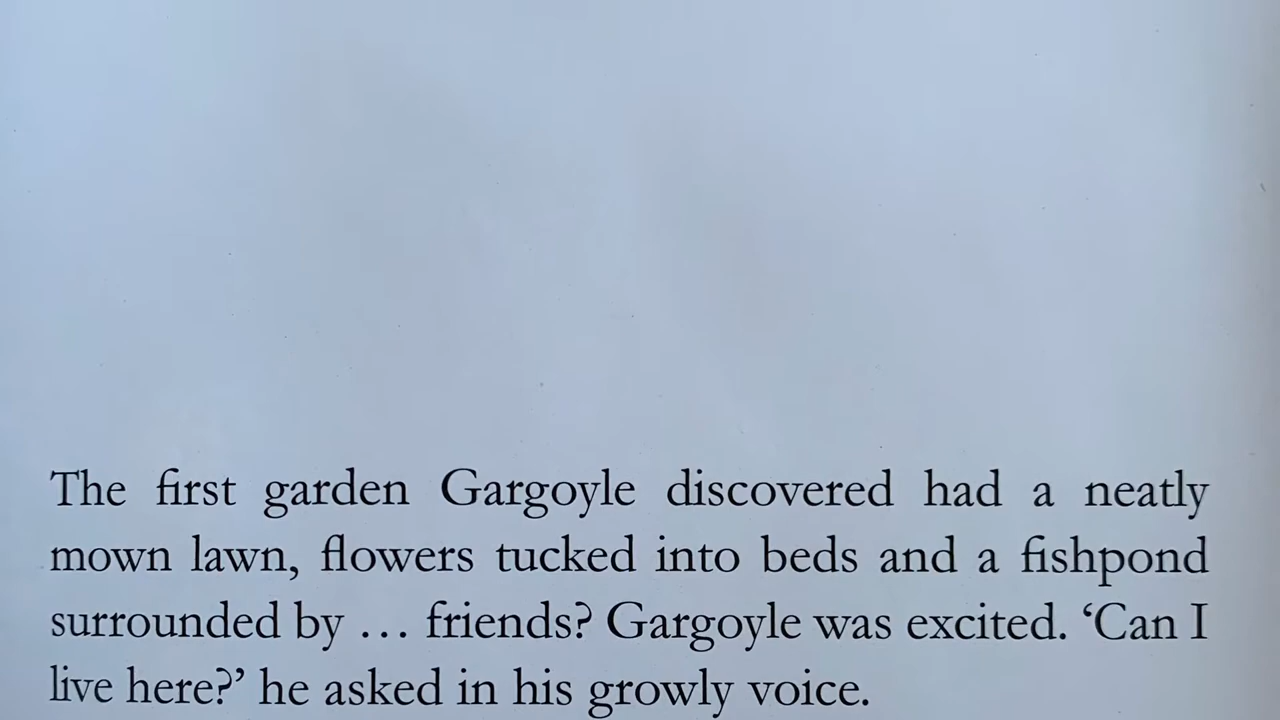 The first garden Gargoyle discovered had a neatly
mown lawn, flowers tucked into beds and a fishpond
surrounded by … friends? Gargoyle was excited. ‘Can I
live here?’ he asked in his growly voice.